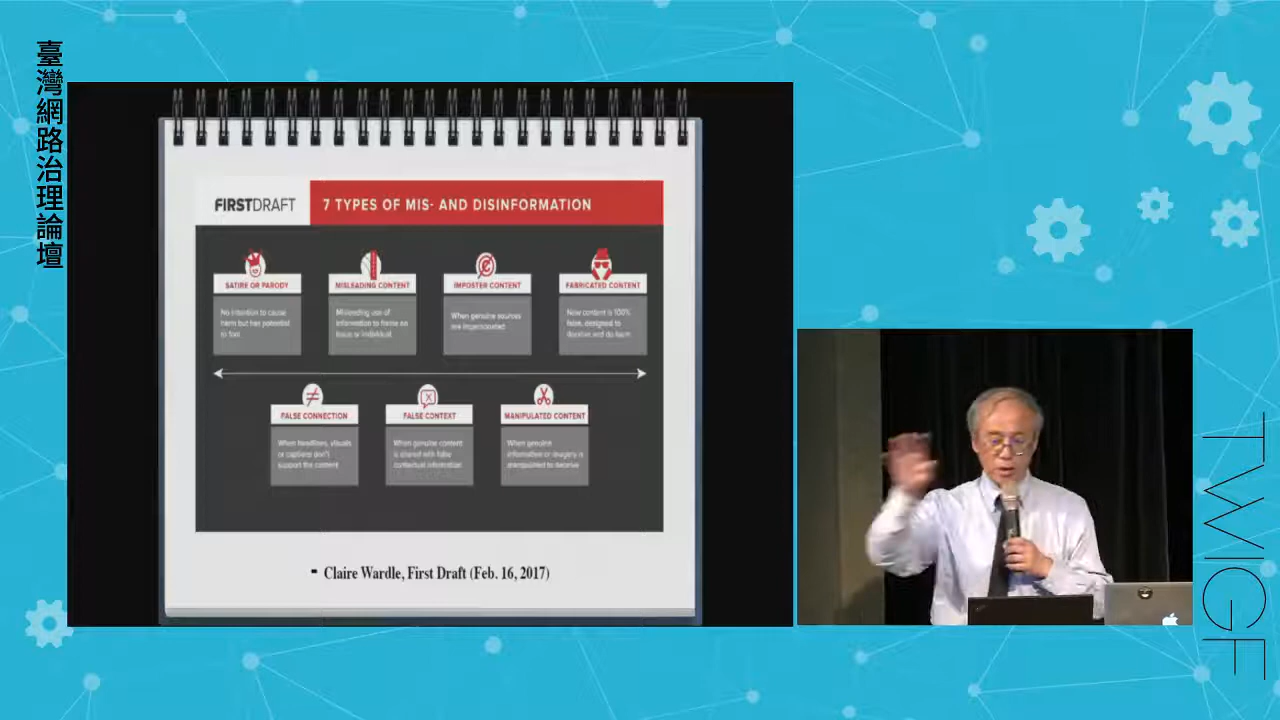 臺灣網路治理論壇
FIRSTDRAFT
7 TYPES OF MIS- AND DISINFORMATION
SATIRE OR PARODY
No intention to cause
harm but has potential
to fool
MISLEADING CONTENT
Misleading use of
information to frame an
issue or individual
IMPOSTER CONTENT
When genuine sources
are impersonated
FABRICATED CONTENT
New content is 100%
false, designed to
deceive and do harm
FALSE CONNECTION
When headlines, visuals
or captions don't
support the content
FALSE CONTEXT
When genuine content
is shared with false
contextual information
MANIPULATED CONTENT
When genuine
information or imagery is
manipulated to deceive
- Claire Wardle, First Draft (Feb. 16, 2017)
TWIGF